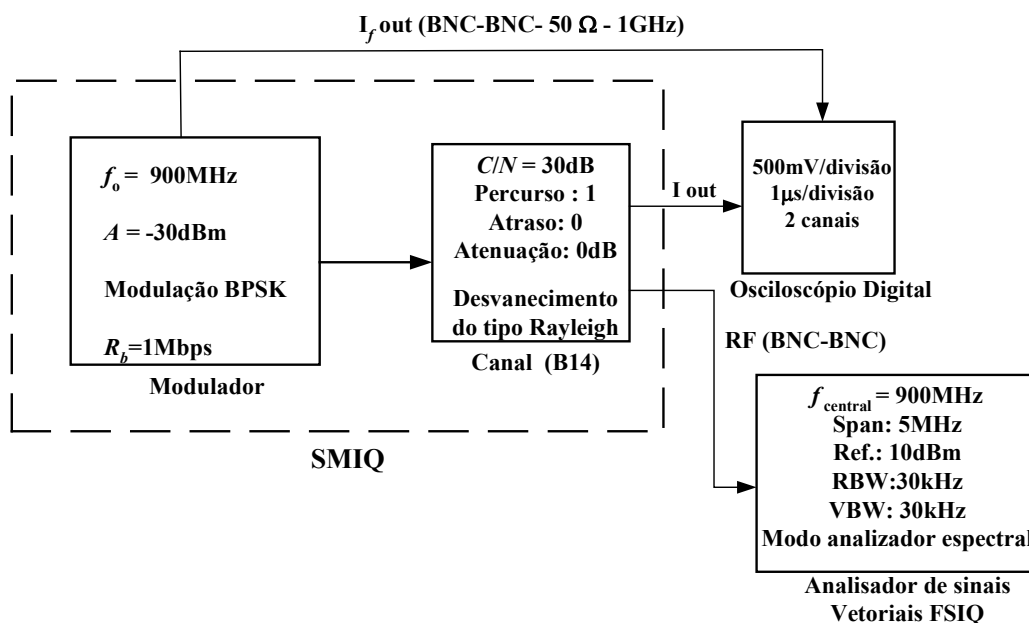 I_f out (BNC-BNC- 50 Ω - 1GHz)
f_o = 900MHz
A = -30dBm
Modulação BPSK
R_b=1Mbps
Modulador
C/N = 30dB
Percurso : 1
Atraso: 0
Atenuação: 0dB
Desvanecimento
do tipo Rayleigh
Canal (B14)
SMIQ
I out
500mV/divisão
1μs/divisão
2 canais
Osciloscópio Digital
RF (BNC-BNC)
f_central = 900MHz
Span: 5MHz
Ref.: 10dBm
RBW:30kHz
VBW: 30kHz
Modo analizador espectral
Analisador de sinais
Vetoriais FSIQ